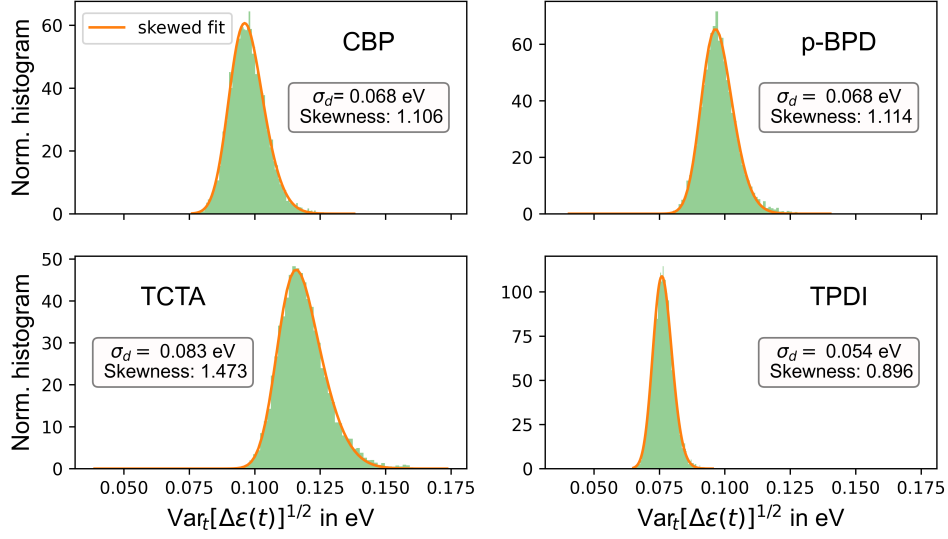 Norm. histogram
60
40
20
0
skewed fit
CBP
σd= 0.068 eV
Skewness: 1.106
60
40
20
0
p-BPD
σd = 0.068 eV
Skewness: 1.114
Norm. histogram
50
40
30
20
10
0
TCTA
σd = 0.083 eV
Skewness: 1.473
0.050 0.075 0.100 0.125 0.150 0.175
Vart[Δε(t)]1/2 in eV
100
75
50
25
0
TPDI
σd = 0.054 eV
Skewness: 0.896
0.050 0.075 0.100 0.125 0.150 0.175
Vart[Δε(t)]1/2 in eV